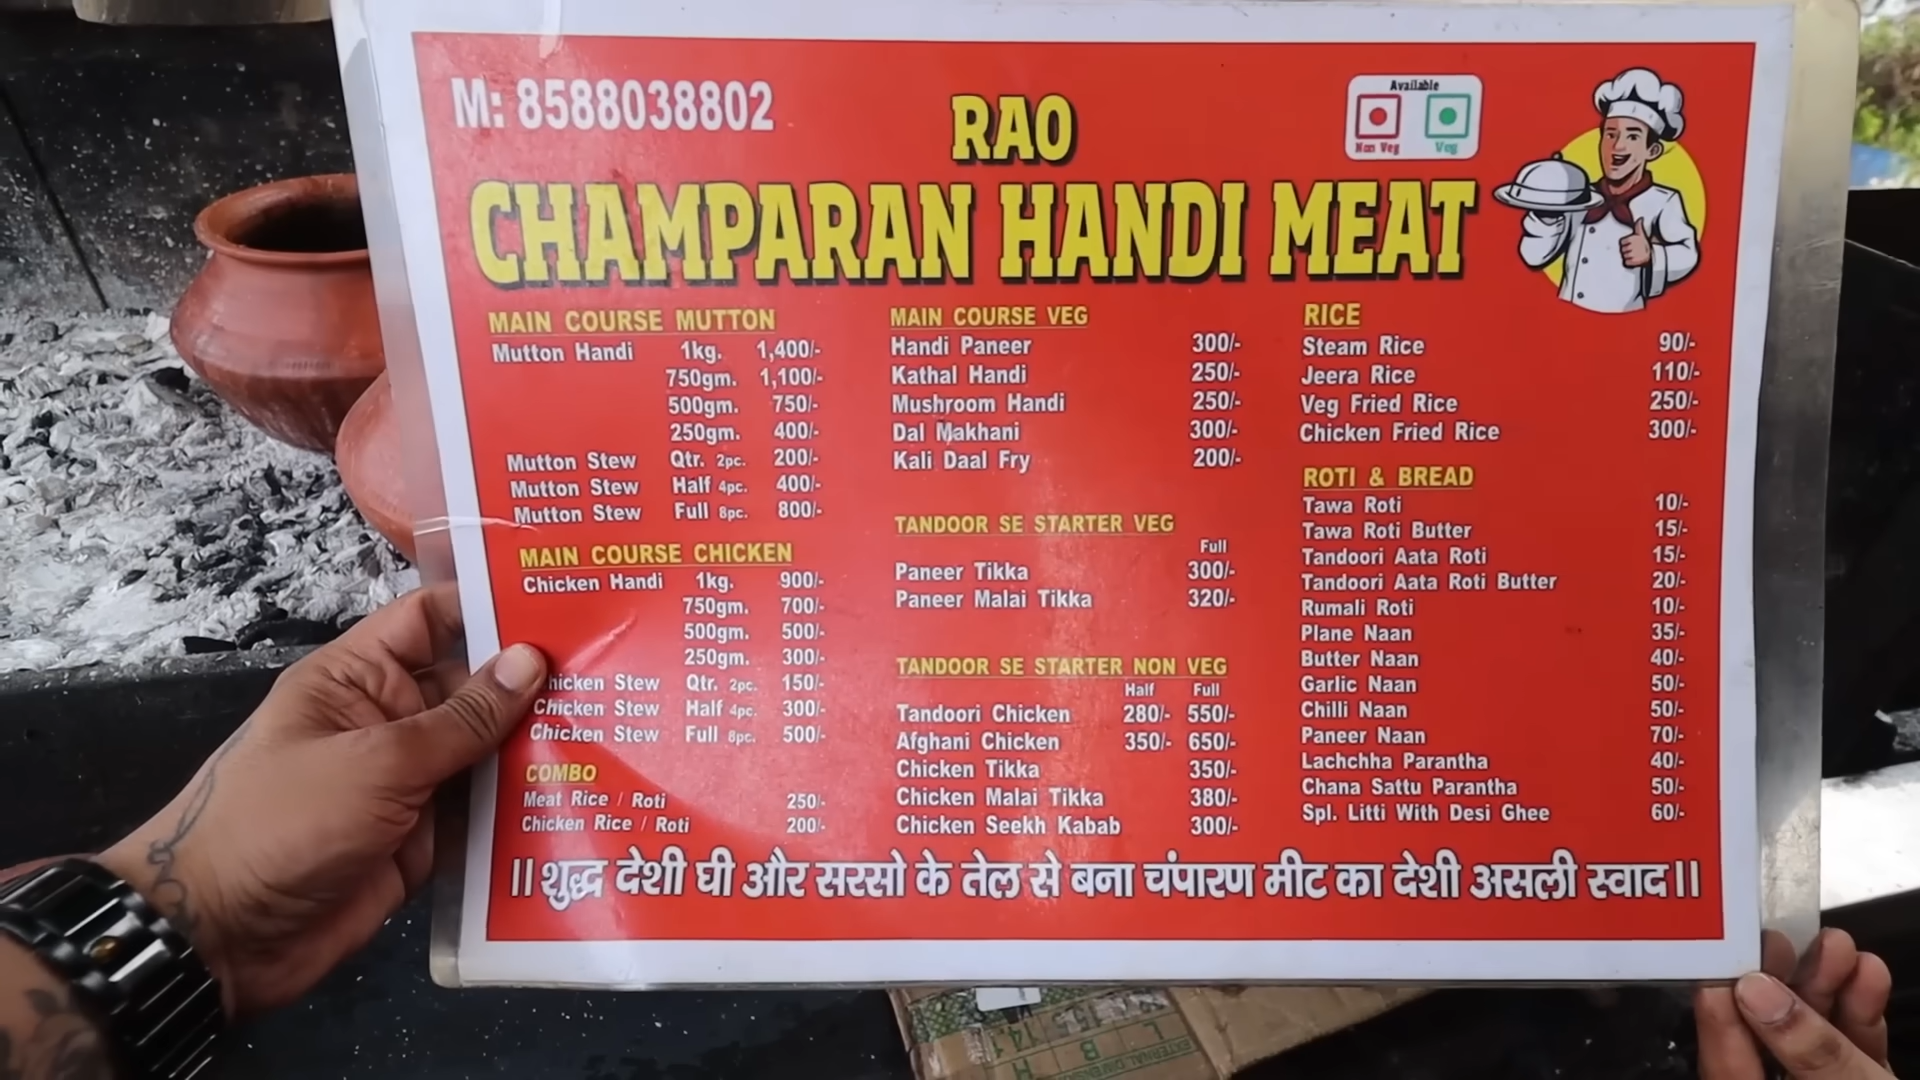 M: 8588038802
Available
Non Veg Veg
RAO
CHAMPARAN HANDI MEAT
MAIN COURSE MUTTON
Mutton Handi 1kg. 1,400/-
750gm. 1,100/-
500gm. 750/-
250gm. 400/-
Mutton Stew Qtr. 2pc. 200/-
Mutton Stew Half 4pc. 400/-
Mutton Stew Full 8pc. 800/-
MAIN COURSE CHICKEN
Chicken Handi 1kg. 900/-
750gm. 700/-
500gm. 500/-
250gm. 300/-
hicken Stew Qtr. 2pc. 150/-
Chicken Stew Half 4pc. 300/-
Chicken Stew Full 8pc. 500/-
COMBO
Meat Rice / Roti 250/-
Chicken Rice / Roti 200/-
MAIN COURSE VEG
Handi Paneer 300/-
Kathal Handi 250/-
Mushroom Handi 250/-
Dal Makhani 300/-
Kali Daal Fry 200/-
TANDOOR SE STARTER VEG
Full
Paneer Tikka 300/-
Paneer Malai Tikka 320/-
TANDOOR SE STARTER NON VEG
Half Full
Tandoori Chicken 280/- 550/-
Afghani Chicken 350/- 650/-
Chicken Tikka 350/-
Chicken Malai Tikka 380/-
Chicken Seekh Kabab 300/-
RICE
Steam Rice 90/-
Jeera Rice 110/-
Veg Fried Rice 250/-
Chicken Fried Rice 300/-
ROTI & BREAD
Tawa Roti 10/-
Tawa Roti Butter 15/-
Tandoori Aata Roti 15/-
Tandoori Aata Roti Butter 20/-
Rumali Roti 10/-
Plane Naan 35/-
Butter Naan 40/-
Garlic Naan 50/-
Chilli Naan 50/-
Paneer Naan 70/-
Lachchha Parantha 40/-
Chana Sattu Parantha 50/-
Spl. Litti With Desi Ghee 60/-
॥ शुद्ध देशी घी और सरसो के तेल से बना चंपारण मीट का देशी असली स्वाद ॥